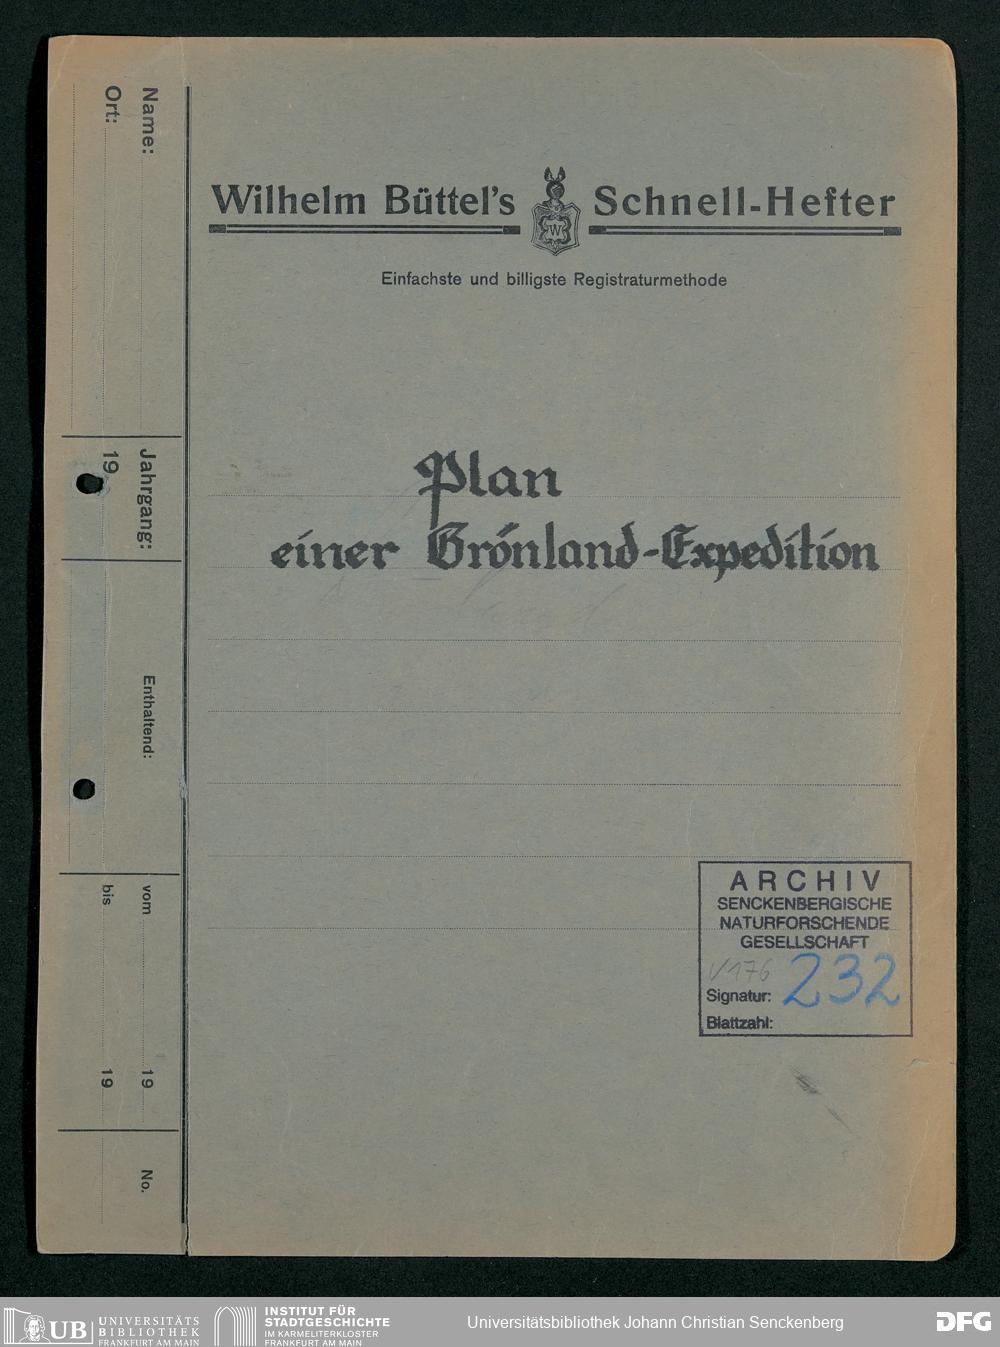 Name:
Ort:
Jahrgang:
19
Enthaltend:
vom 19
bis 19
No.
Wilhelm Büttel's Schnell-Hefter
W
Einfachste und billigste Registraturmethode
Plan
einer Grönland-Expedition
ARCHIV
SENCKENBERGISCHE
NATURFORSCHENDE
GESELLSCHAFT
V176
Signatur: 232
Blattzahl:
UB UNIVERSITÄTS
BIBLIOTHEK
FRANKFURT AM MAIN
INSTITUT FÜR
STADTGESCHICHTE
IM KARMELITERKLOSTER
FRANKFURT AM MAIN
Universitätsbibliothek Johann Christian Senckenberg
DFG